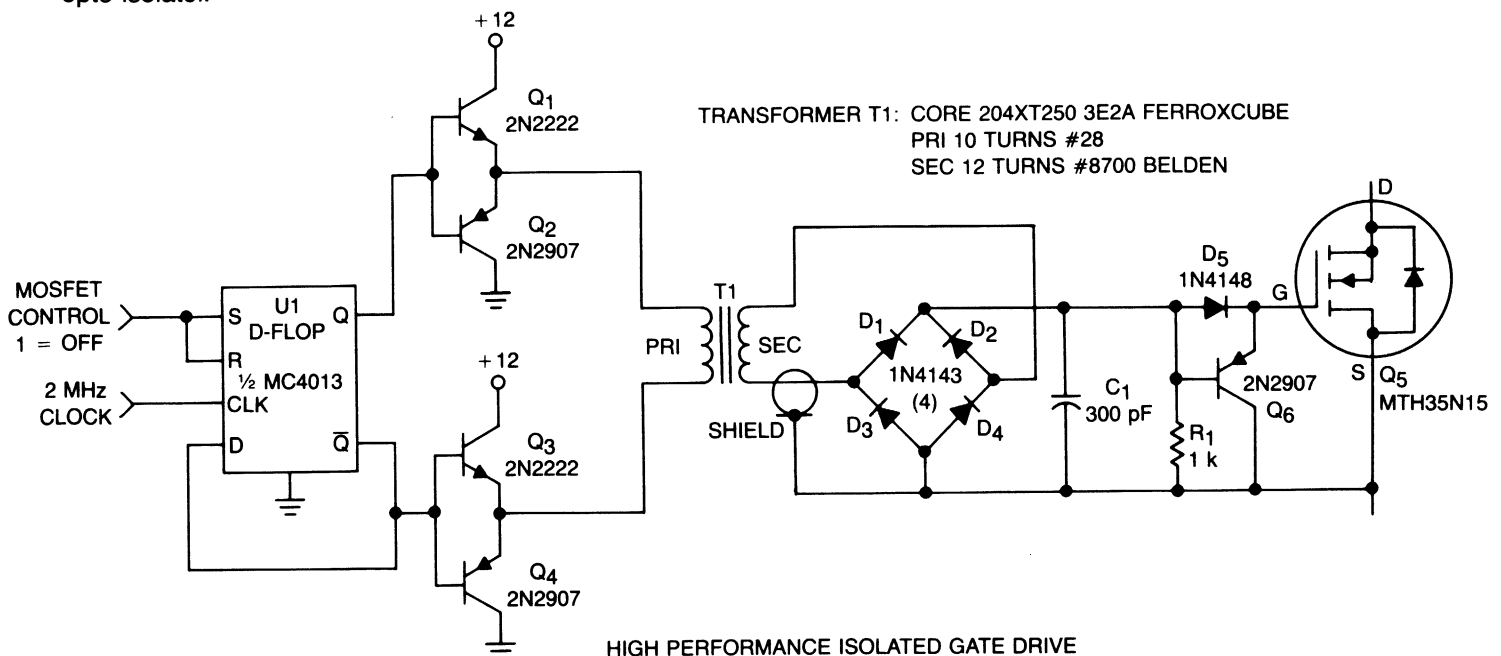 +12
Q1
2N2222
Q2
2N2907
TRANSFORMER T1: CORE 204XT250 3E2A FERROXCUBE
PRI 10 TURNS #28
SEC 12 TURNS #8700 BELDEN
MOSFET
CONTROL
1 = OFF
2 MHz
CLOCK
U1
D-FLOP
½ MC4013
S
R
CLK
D
Q
Q̅
+12
Q3
2N2222
Q4
2N2907
T1
PRI
SEC
SHIELD
D1
D2
1N4143
(4)
D3
D4
C1
300 pF
D5
1N4148
G
2N2907
Q6
R1
1 k
D
S
Q5
MTH35N15
HIGH PERFORMANCE ISOLATED GATE DRIVE